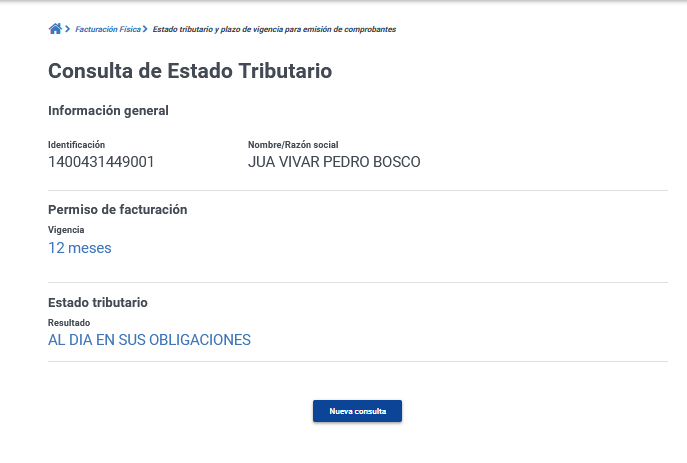 Facturación Física Estado tributario y plazo de vigencia para emisión de comprobantes
Consulta de Estado Tributario
Información general
Identificación Nombre/Razón social
1400431449001 JUA VIVAR PEDRO BOSCO
Permiso de facturación
Vigencia
12 meses
Estado tributario
Resultado
AL DIA EN SUS OBLIGACIONES
Nueva consulta